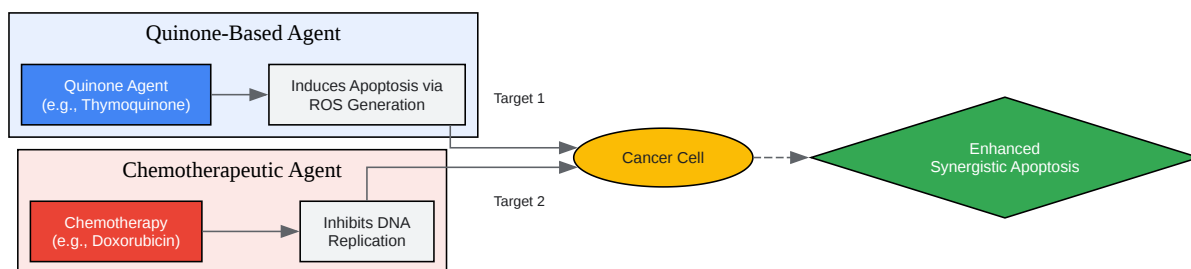 Quinone-Based Agent
Quinone Agent
(e.g., Thymoquinone)
Induces Apoptosis via
ROS Generation
Target 1
Chemotherapeutic Agent
Chemotherapy
(e.g., Doxorubicin)
Inhibits DNA
Replication
Target 2
Cancer Cell
Enhanced
Synergistic Apoptosis